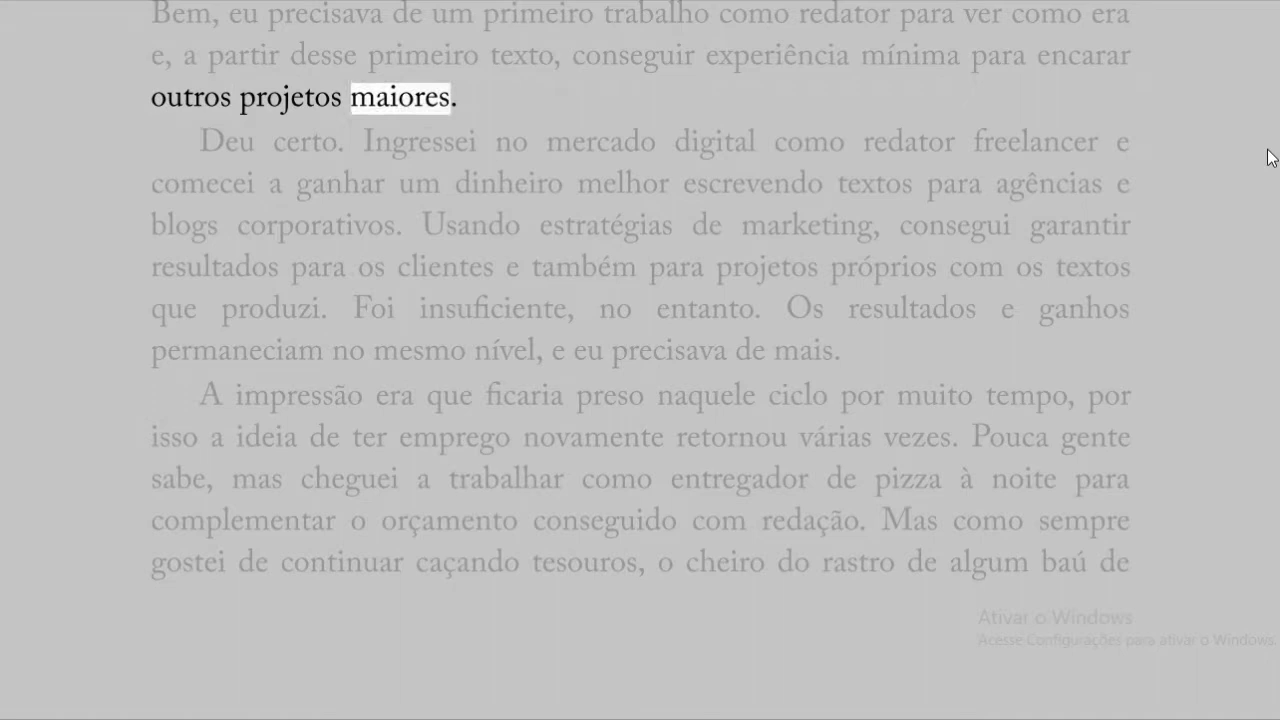 Bem, eu precisava de um primeiro trabalho como redator para ver como era
e, a partir desse primeiro texto, conseguir experiência mínima para encarar
outros projetos maiores.
Deu certo. Ingressei no mercado digital como redator freelancer e
comecei a ganhar um dinheiro melhor escrevendo textos para agências e
blogs corporativos. Usando estratégias de marketing, consegui garantir
resultados para os clientes e também para projetos próprios com os textos
que produzi. Foi insuficiente, no entanto. Os resultados e ganhos
permaneciam no mesmo nível, e eu precisava de mais.
A impressão era que ficaria preso naquele ciclo por muito tempo, por
isso a ideia de ter emprego novamente retornou várias vezes. Pouca gente
sabe, mas cheguei a trabalhar como entregador de pizza à noite para
complementar o orçamento conseguido com redação. Mas como sempre
gostei de continuar caçando tesouros, o cheiro do rastro de algum baú de
Ativar o Windows
Acesse Configurações para ativar o Windows.